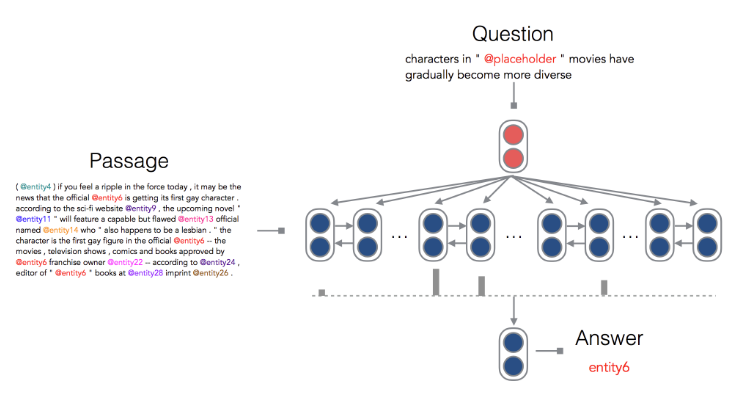 Question
characters in " @placeholder " movies have
gradually become more diverse
Passage
( @entity4 ) if you feel a ripple in the force today , it may be the
news that the official @entity6 is getting its first gay character .
according to the sci-fi website @entity9 , the upcoming novel "
@entity11 " will feature a capable but flawed @entity13 official
named @entity14 who " also happens to be a lesbian . " the
character is the first gay figure in the official @entity6 -- the
movies , television shows , comics and books approved by
@entity6 franchise owner @entity22 -- according to @entity24 ,
editor of " @entity6 " books at @entity28 imprint @entity26 .
... ... ...
Answer
entity6